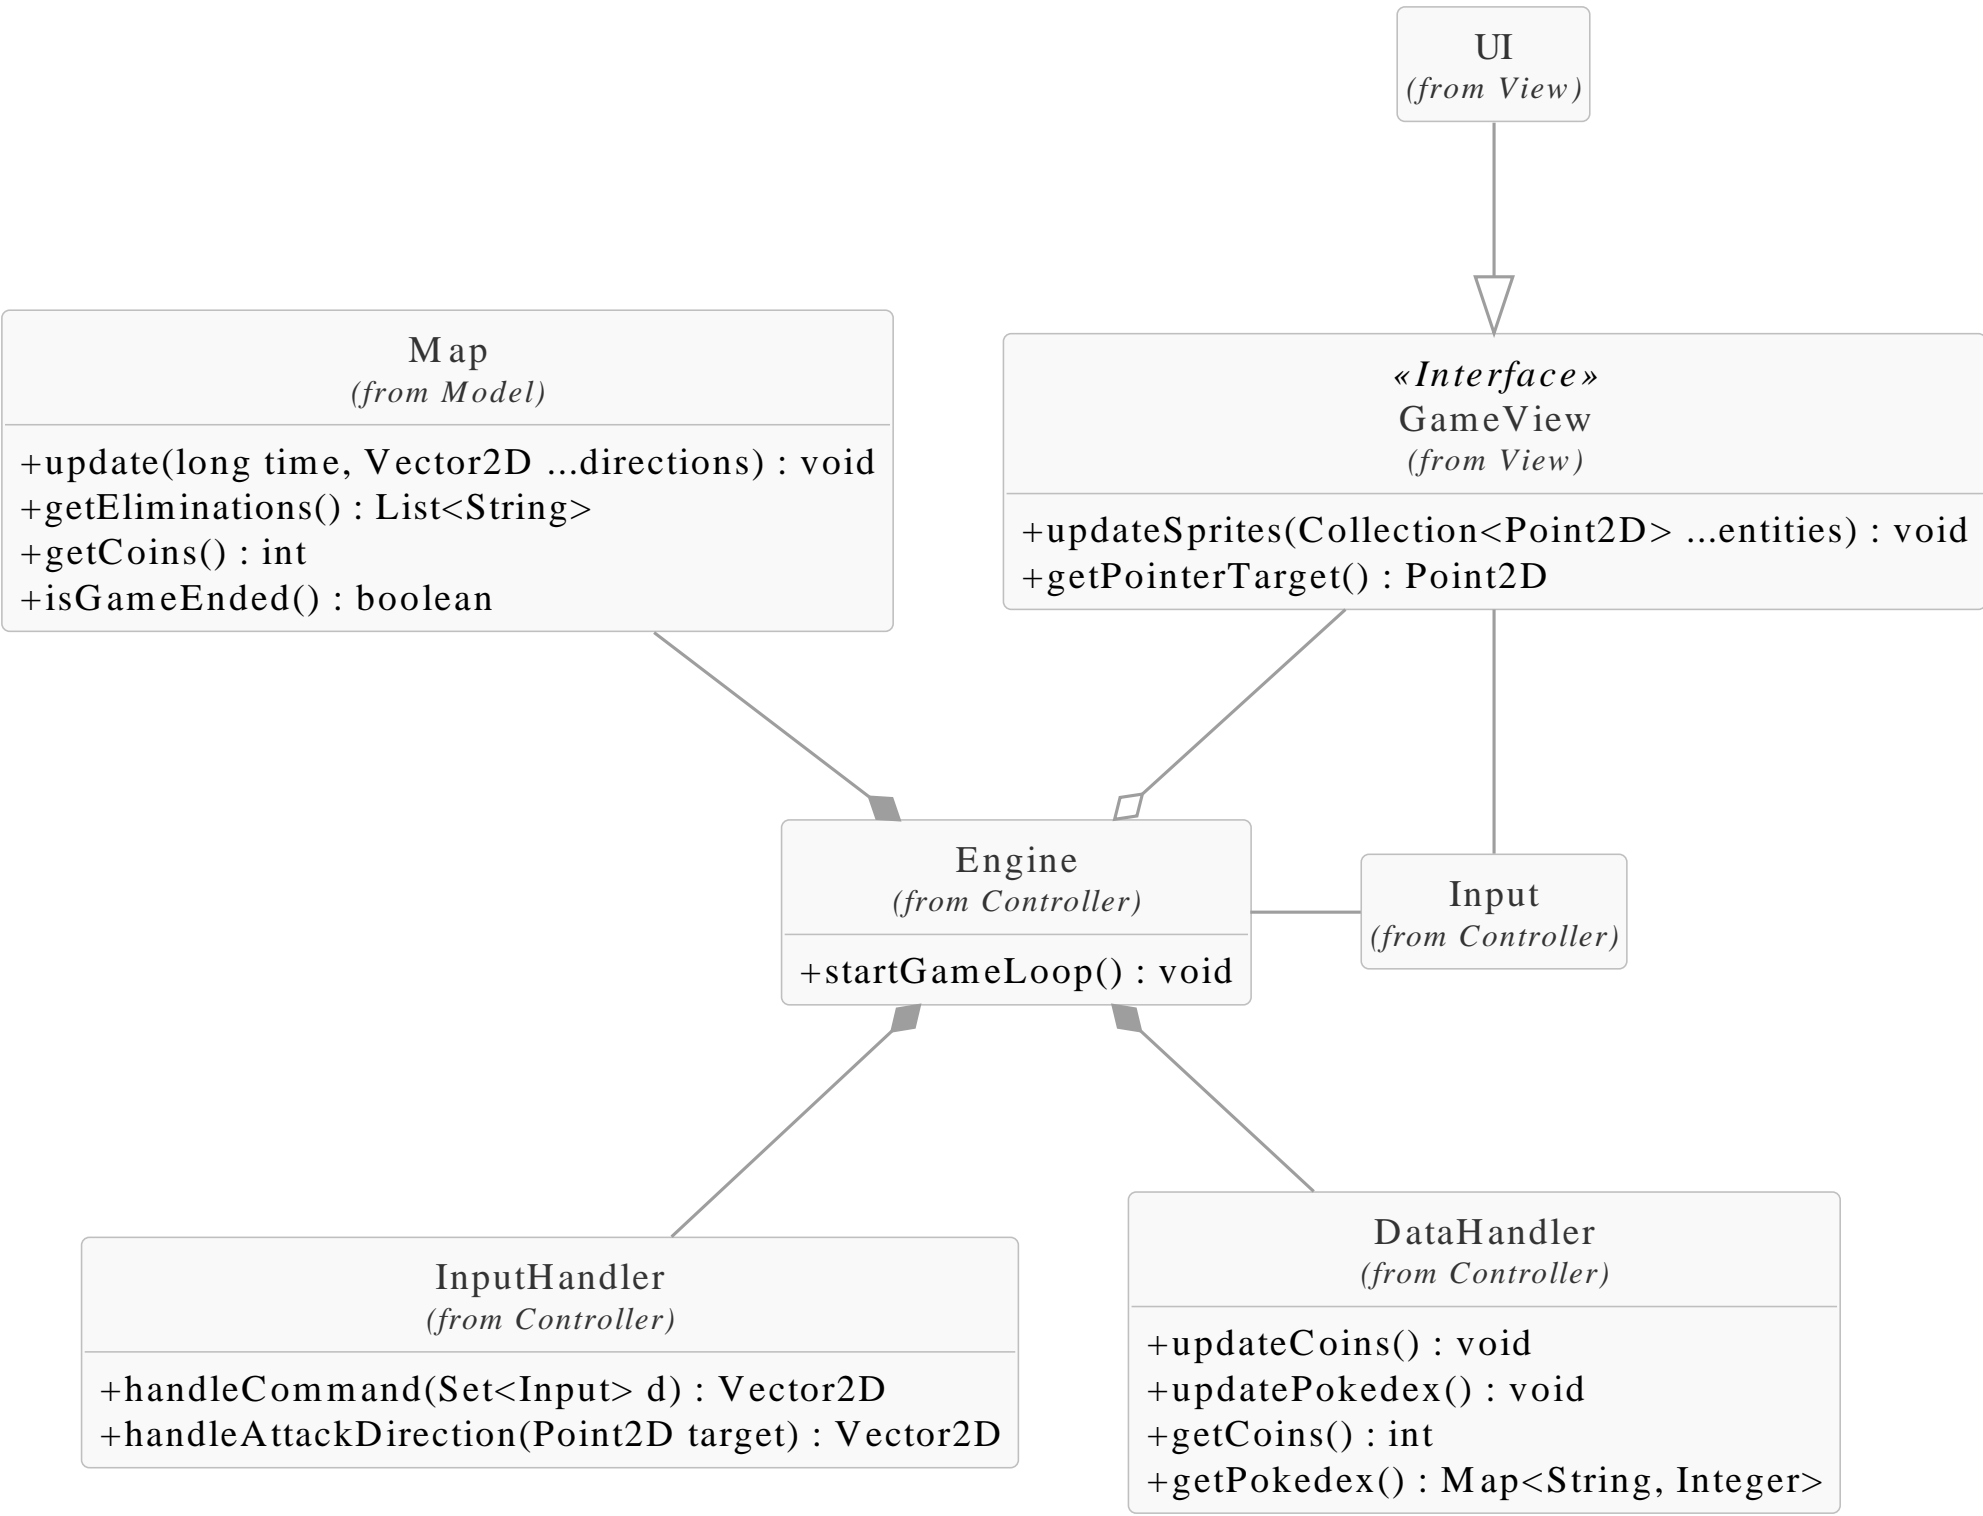 UI
(from View)
Map
(from Model)
+update(long time, Vector2D ...directions) : void
+getEliminations() : List<String>
+getCoins() : int
+isGameEnded() : boolean
«Interface»
GameView
(from View)
+updateSprites(Collection<Point2D> ...entities) : void
+getPointerTarget() : Point2D
Engine
(from Controller)
+startGameLoop() : void
Input
(from Controller)
InputHandler
(from Controller)
+handleCommand(Set<Input> d) : Vector2D
+handleAttackDirection(Point2D target) : Vector2D
DataHandler
(from Controller)
+updateCoins() : void
+updatePokedex() : void
+getCoins() : int
+getPokedex() : Map<String, Integer>